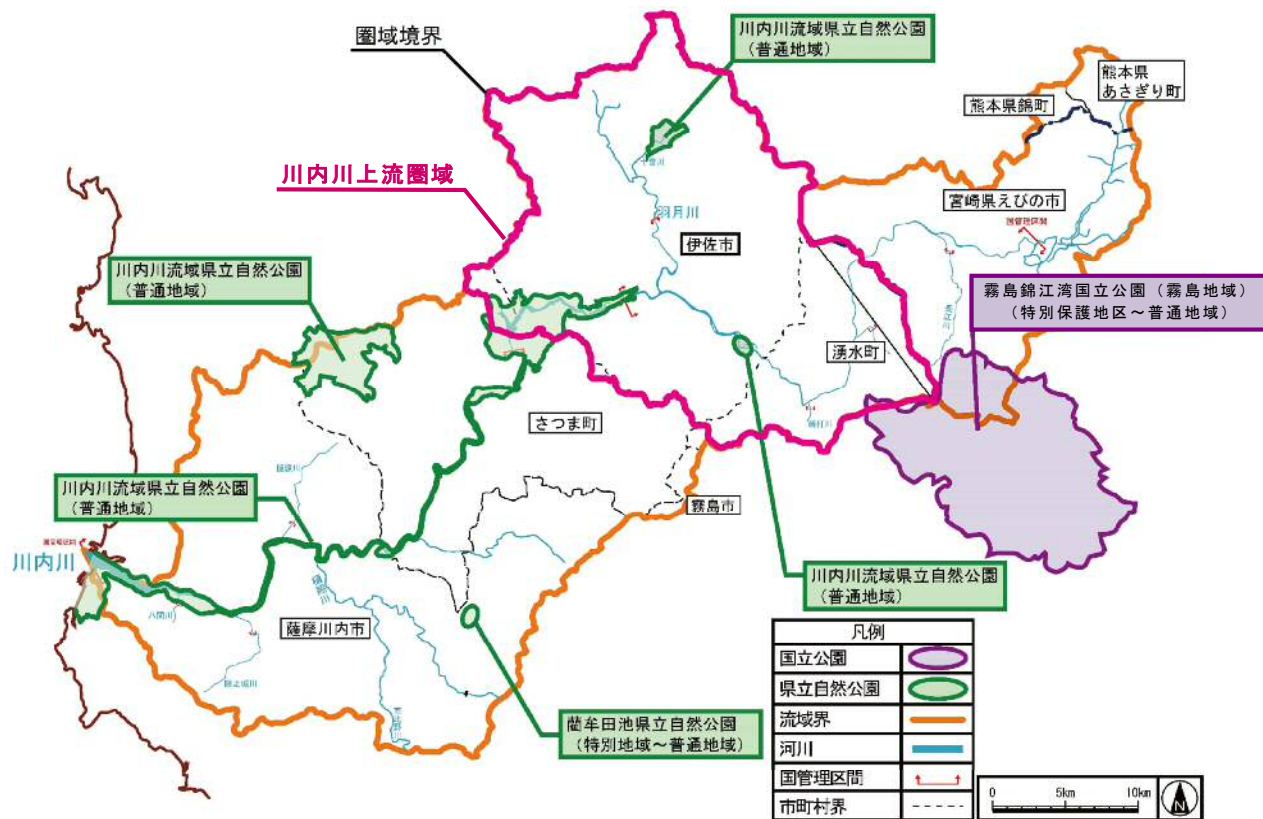 川内川流域県立自然公園
（普通地域）
圏域境界
熊本県
あさぎり町
熊本県錦町
川内川上流圏域
宮崎県えびの市
国管理区間
羽月川
伊佐市
川内川流域県立自然公園
（普通地域）
霧島錦江湾国立公園（霧島地域）
（特別保護地区～普通地域）
湧水町
さつま町
川内川流域県立自然公園
（普通地域）
霧島市
川内川
川内川流域県立自然公園
（普通地域）
薩摩川内市
藺牟田池県立自然公園
（特別地域～普通地域）
凡例
国立公園
県立自然公園
流域界
河川
国管理区間
市町村界
0 5km 10km
N